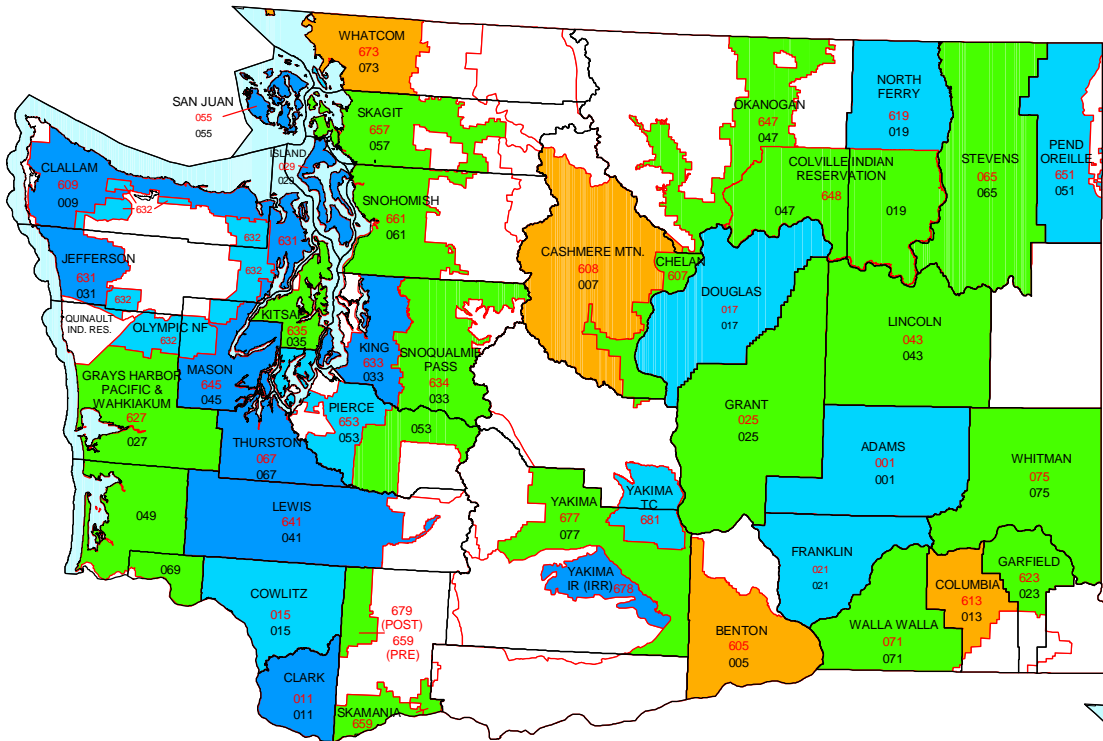 WHATCOM
673
073
SAN JUAN
055
055
SKAGIT
657
057
ISLAND
029
029
OKANOGAN
647
047
NORTH
FERRY
619
019
STEVENS
065
065
PEND
OREILLE
651
051
CLALLAM
609
009
632
632
631
632
JEFFERSON
631
031
632
SNOHOMISH
661
061
COLVILLE INDIAN
RESERVATION
648
047
019
CASHMERE MTN.
608
007
CHELAN
607
DOUGLAS
017
017
LINCOLN
043
043
?QUINAULT
IND. RES.
OLYMPIC NF
632
KITSAP
635
035
KING
633
033
SNOQUALMIE
PASS
634
033
GRAYS HARBOR
PACIFIC &
WAHKIAKUM
627
027
MASON
645
045
PIERCE
653
053
053
GRANT
025
025
ADAMS
001
001
WHITMAN
075
075
THURSTON
067
067
LEWIS
641
041
049
069
YAKIMA
677
077
YAKIMA
TC
681
YAKIMA
IR (IRR) 678
FRANKLIN
021
021
COLUMBIA
613
013
GARFIELD
623
023
COWLITZ
015
015
679
(POST)
659
(PRE)
BENTON
605
005
WALLA WALLA
071
071
CLARK
011
011
SKAMANIA
659